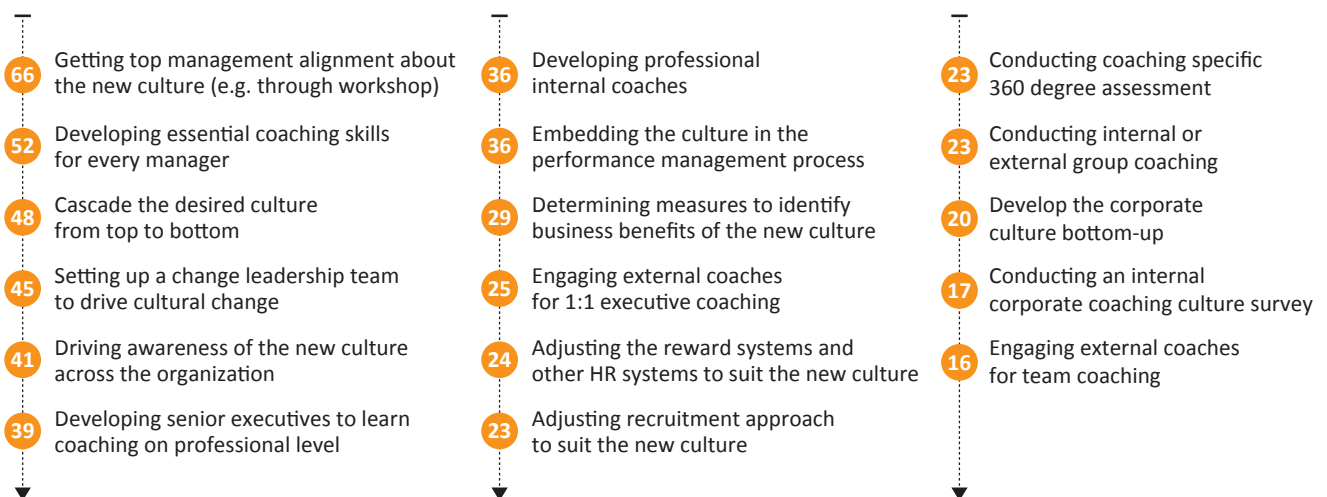 66
Getting top management alignment about
the new culture (e.g. through workshop)
52
Developing essential coaching skills
for every manager
48
Cascade the desired culture
from top to bottom
45
Setting up a change leadership team
to drive cultural change
41
Driving awareness of the new culture
across the organization
39
Developing senior executives to learn
coaching on professional level
36
Developing professional
internal coaches
36
Embedding the culture in the
performance management process
29
Determining measures to identify
business benefits of the new culture
25
Engaging external coaches
for 1:1 executive coaching
24
Adjusting the reward systems and
other HR systems to suit the new culture
23
Adjusting recruitment approach
to suit the new culture
23
Conducting coaching specific
360 degree assessment
23
Conducting internal or
external group coaching
20
Develop the corporate
culture bottom-up
17
Conducting an internal
corporate coaching culture survey
16
Engaging external coaches
for team coaching